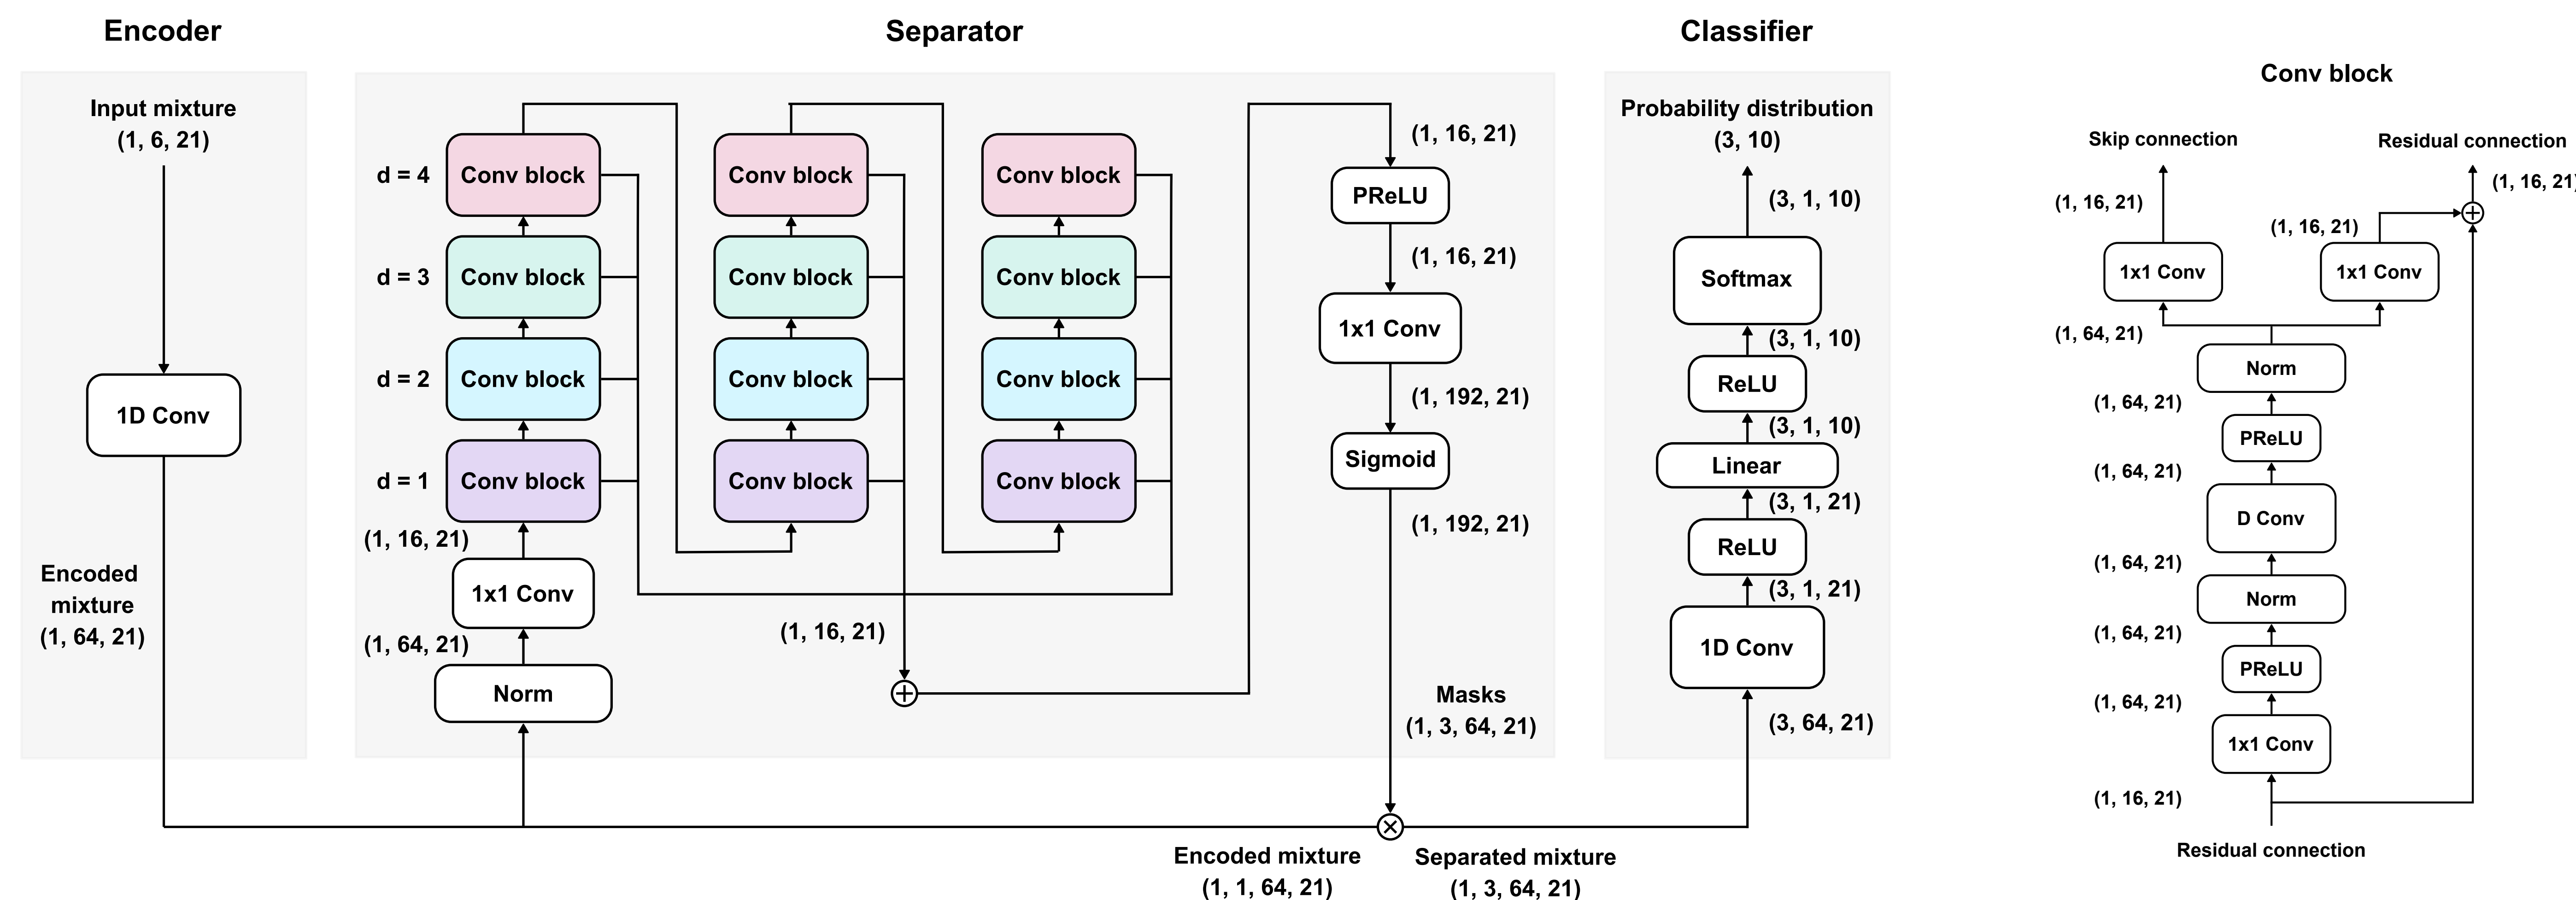 Encoder
Input mixture
(1, 6, 21)
1D Conv
Encoded
mixture
(1, 64, 21)
Separator
d = 4
Conv block
Conv block
Conv block
d = 3
Conv block
Conv block
Conv block
d = 2
Conv block
Conv block
Conv block
d = 1
Conv block
Conv block
Conv block
(1, 16, 21)
1x1 Conv
(1, 64, 21)
Norm
(1, 16, 21)
(1, 16, 21)
PReLU
(1, 16, 21)
1x1 Conv
(1, 192, 21)
Sigmoid
(1, 192, 21)
Masks
(1, 3, 64, 21)
Encoded mixture
(1, 1, 64, 21)
Separated mixture
(1, 3, 64, 21)
Classifier
Probability distribution
(3, 10)
(3, 1, 10)
Softmax
(3, 1, 10)
ReLU
(3, 1, 10)
Linear
(3, 1, 21)
ReLU
(3, 1, 21)
1D Conv
(3, 64, 21)
Conv block
Skip connection
Residual connection
(1, 16, 21)
(1, 16, 21)
(1, 16, 21)
1x1 Conv
1x1 Conv
(1, 64, 21)
Norm
(1, 64, 21)
PReLU
(1, 64, 21)
D Conv
(1, 64, 21)
Norm
(1, 64, 21)
PReLU
(1, 64, 21)
1x1 Conv
(1, 16, 21)
Residual connection